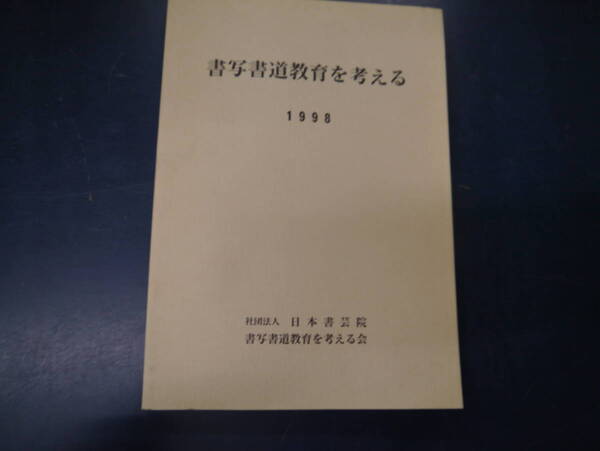 書写書道教育を考える
1998
社団法人 日本書芸院
書写書道教育を考える会